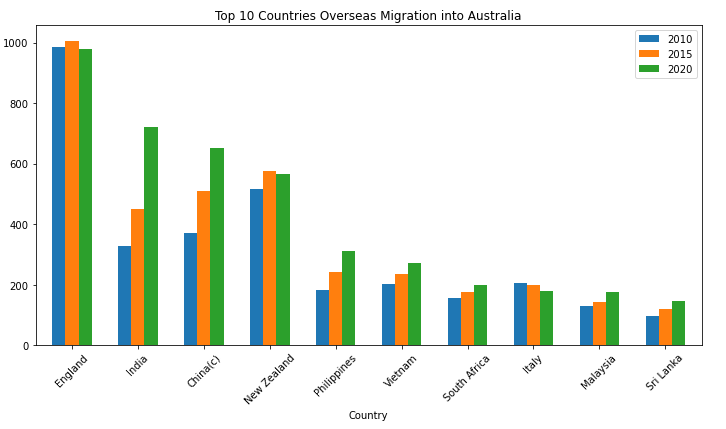 Top 10 Countries Overseas Migration into Australia
2010
2015
2020
1000
800
600
400
200
0
England
India
China(c)
New Zealand
Philippines
Vietnam
South Africa
Italy
Malaysia
Sri Lanka
Country